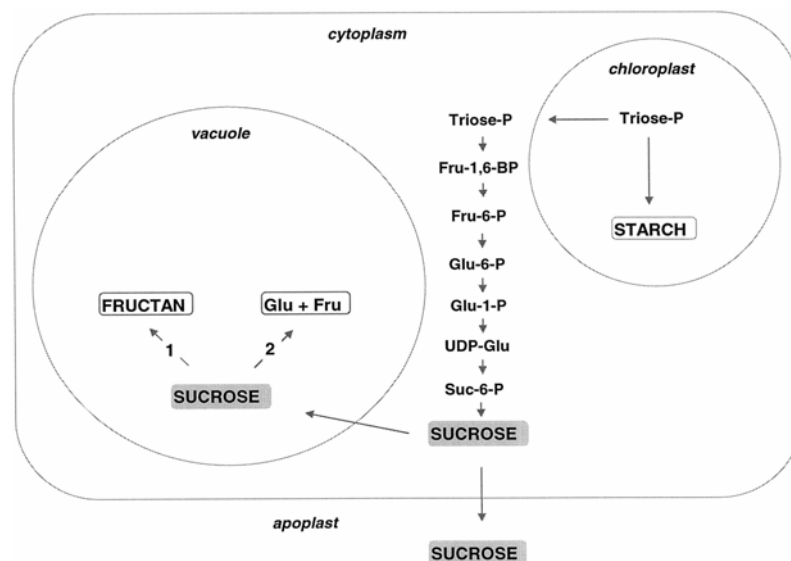 cytoplasm
chloroplast
vacuole
Triose-P
Triose-P
Fru-1,6-BP
Fru-6-P
STARCH
Glu-6-P
FRUCTAN
Glu + Fru
Glu-1-P
1
2
UDP-Glu
SUCROSE
Suc-6-P
SUCROSE
apoplast
SUCROSE